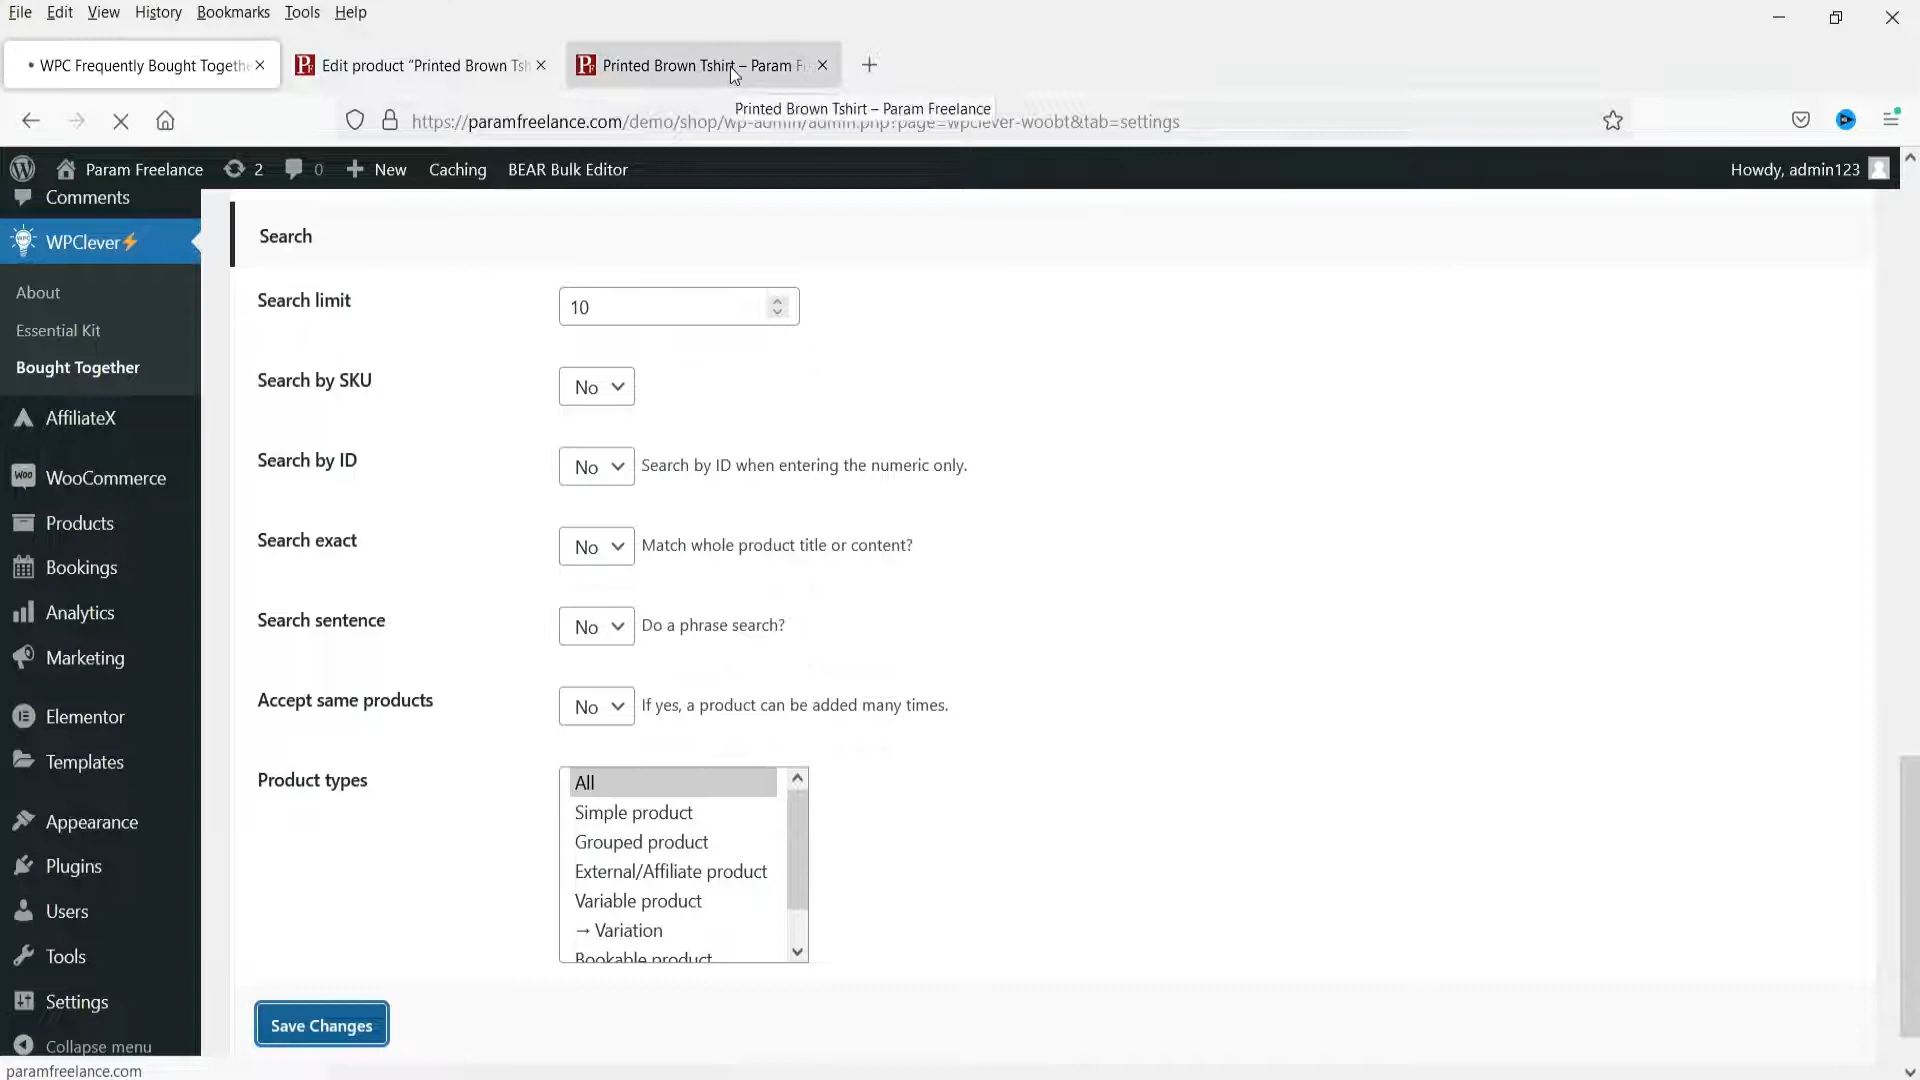 File Edit View History Bookmarks Tools Help
WPC Frequently Bought Togethe
Edit product “Printed Brown Tsh
Printed Brown Tshirt – Param F
Printed Brown Tshirt – Param Freelance
https://paramfreelance.com/demo/shop/wp-admin/admin.php?page=wpclever-woobt&tab=settings
Param Freelance 2 0 New Caching BEAR Bulk Editor Howdy, admin123
Comments
WPClever⚡
About
Essential Kit
Bought Together
AffiliateX
WooCommerce
Products
Bookings
Analytics
Marketing
Elementor
Templates
Appearance
Plugins
Users
Tools
Settings
Collapse menu
Search
Search limit 10
Search by SKU No
Search by ID No Search by ID when entering the numeric only.
Search exact No Match whole product title or content?
Search sentence No Do a phrase search?
Accept same products No If yes, a product can be added many times.
Product types All
Simple product
Grouped product
External/Affiliate product
Variable product
→ Variation
Bookable product
Save Changes
paramfreelance.com